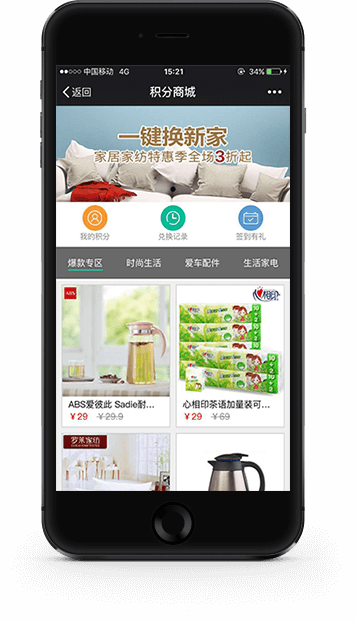 中国移动 4G 15:21 34%
返回 积分商城
一键换新家
家居家纺特惠季全场3折起
我的积分 兑换记录 签到有礼
爆款专区 时尚生活 爱车配件 生活家电
ABS
心相印
ABS爱彼此 Sadie耐... 心相印茶语加量装可...
¥29 ¥29.9 ¥29 ¥69
罗莱家纺